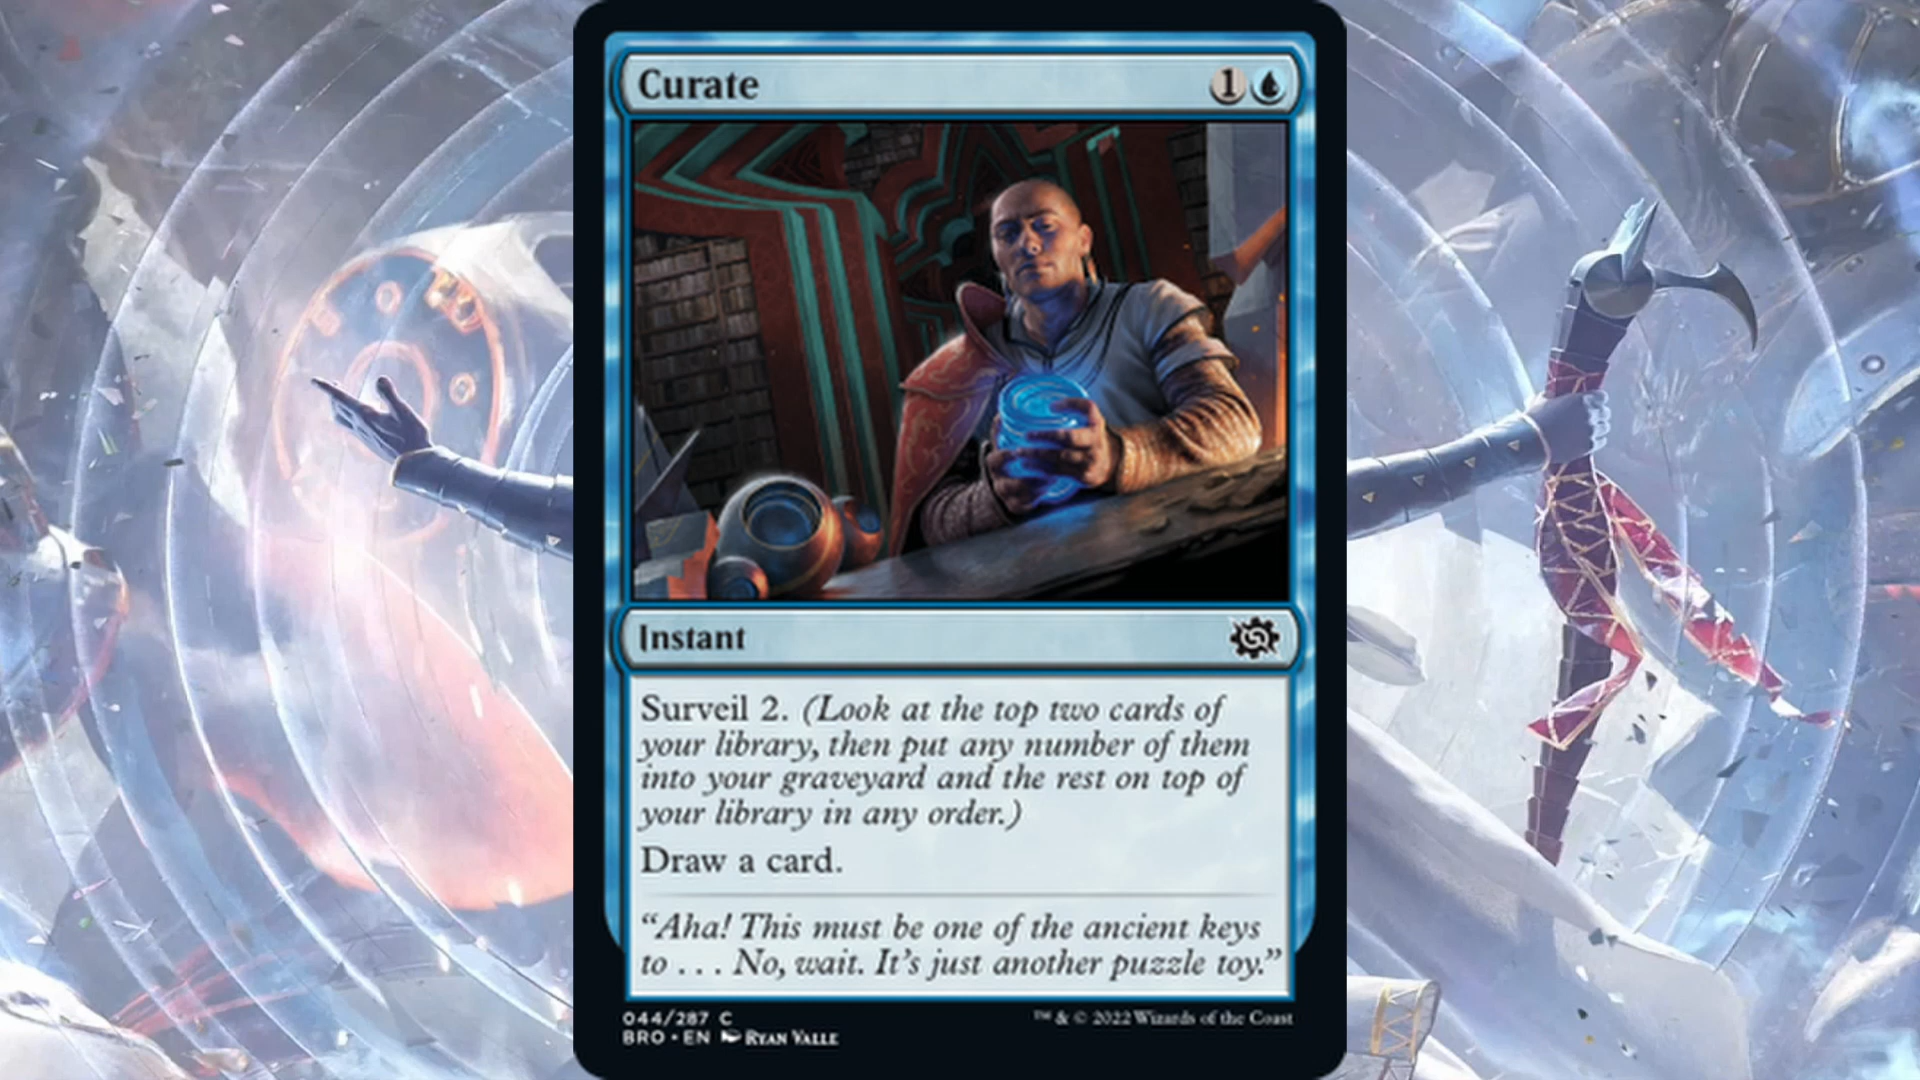 Curate 1
Instant
Surveil 2. (Look at the top two cards of
your library, then put any number of them
into your graveyard and the rest on top of
your library in any order.)
Draw a card.
“Aha! This must be one of the ancient keys
to . . . No, wait. It’s just another puzzle toy.”
044/287 C
BRO • EN RYAN VALLE
™ & © 2022 Wizards of the Coast